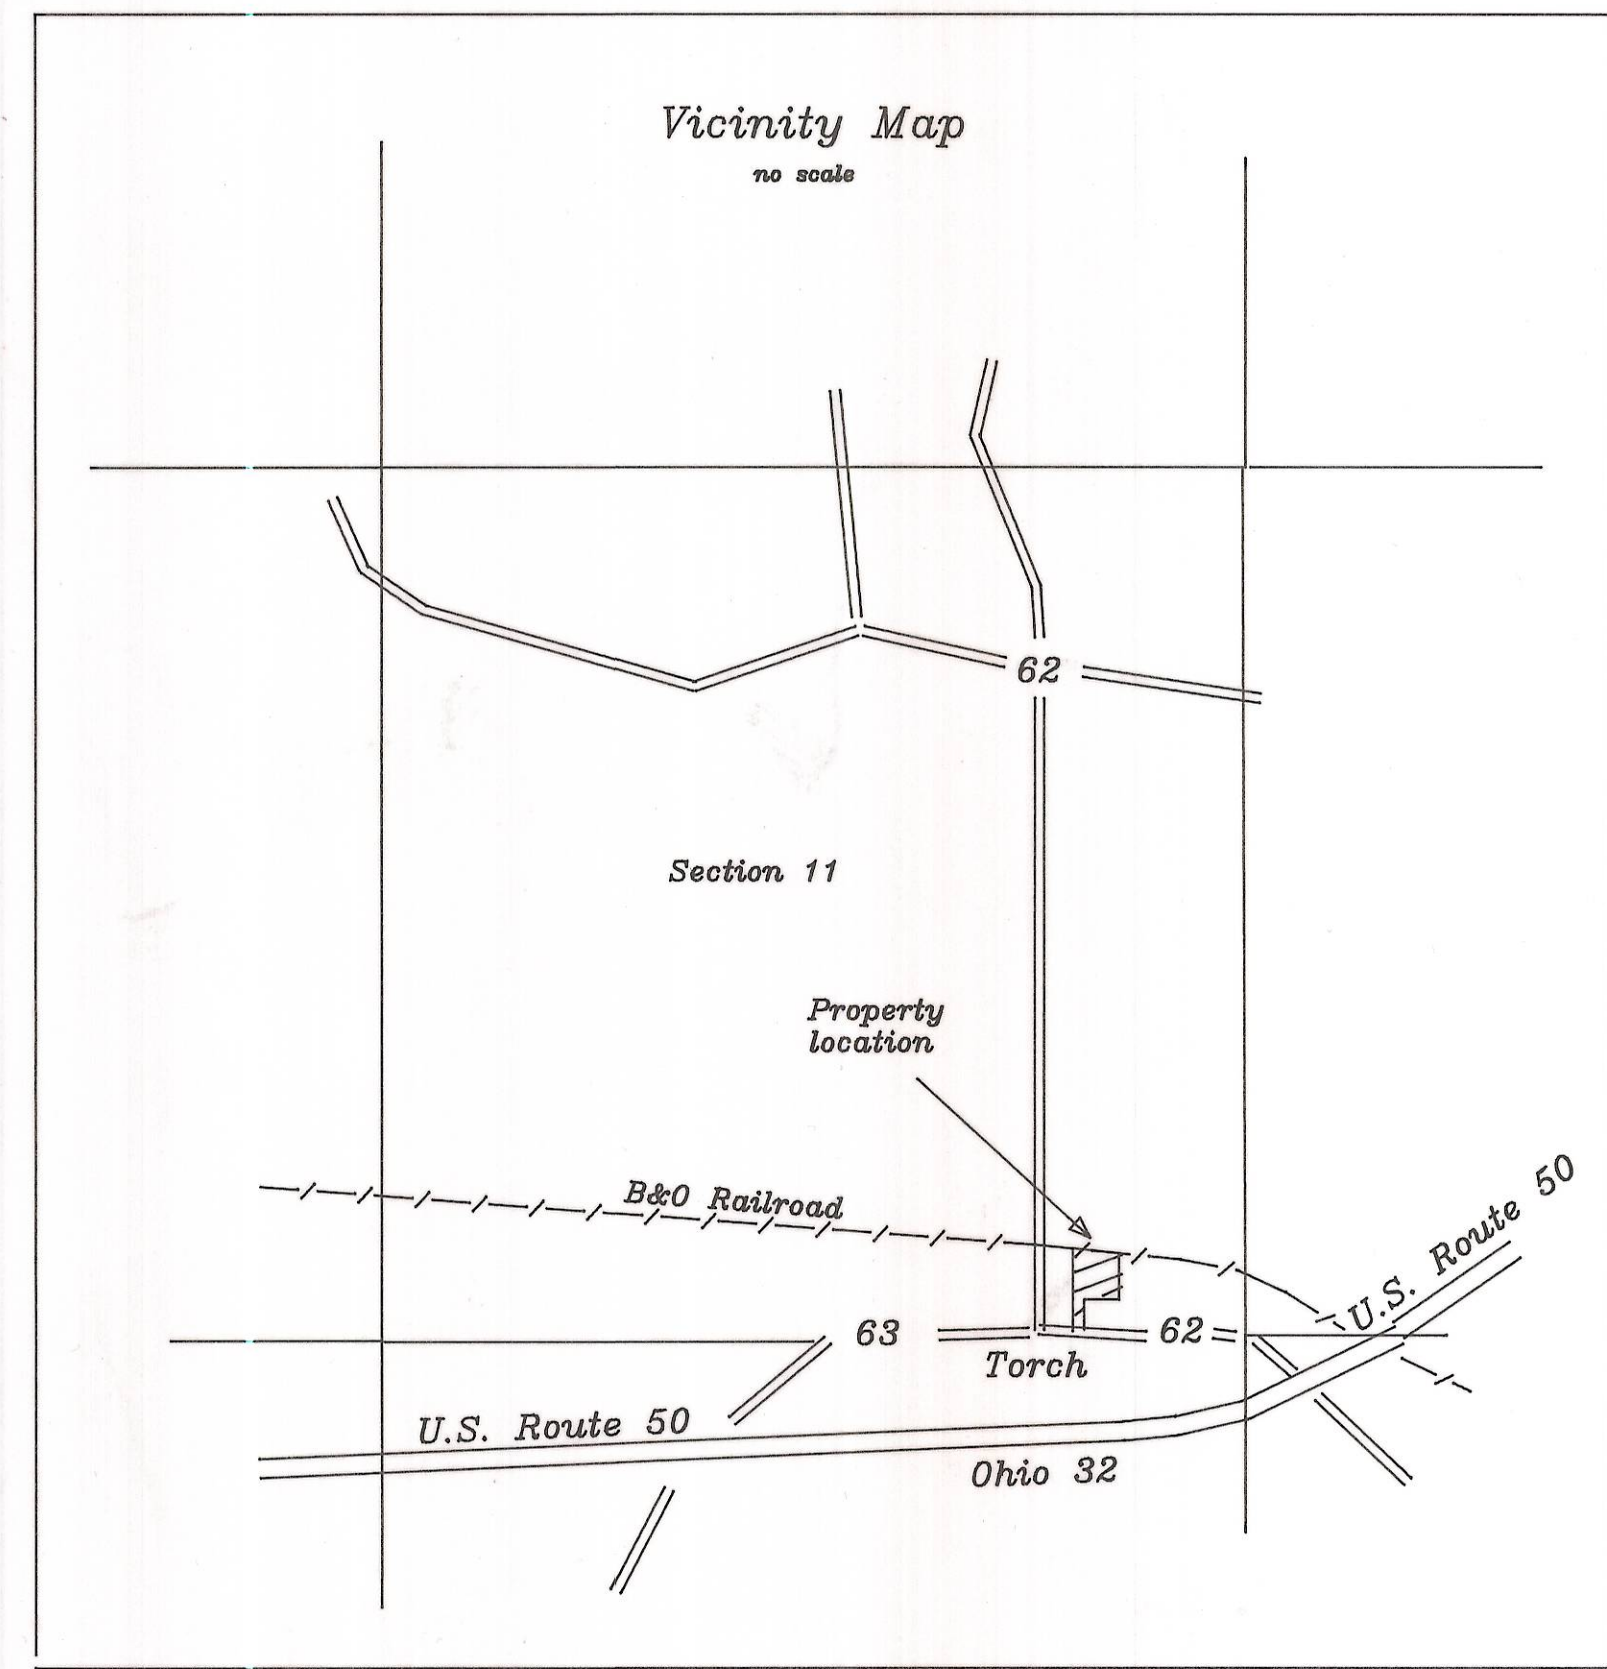 Vicinity Map
no scale
62
Section 11
Property
location
B&O Railroad
U.S. Route 50
63
62
Torch
U.S. Route 50
Ohio 32